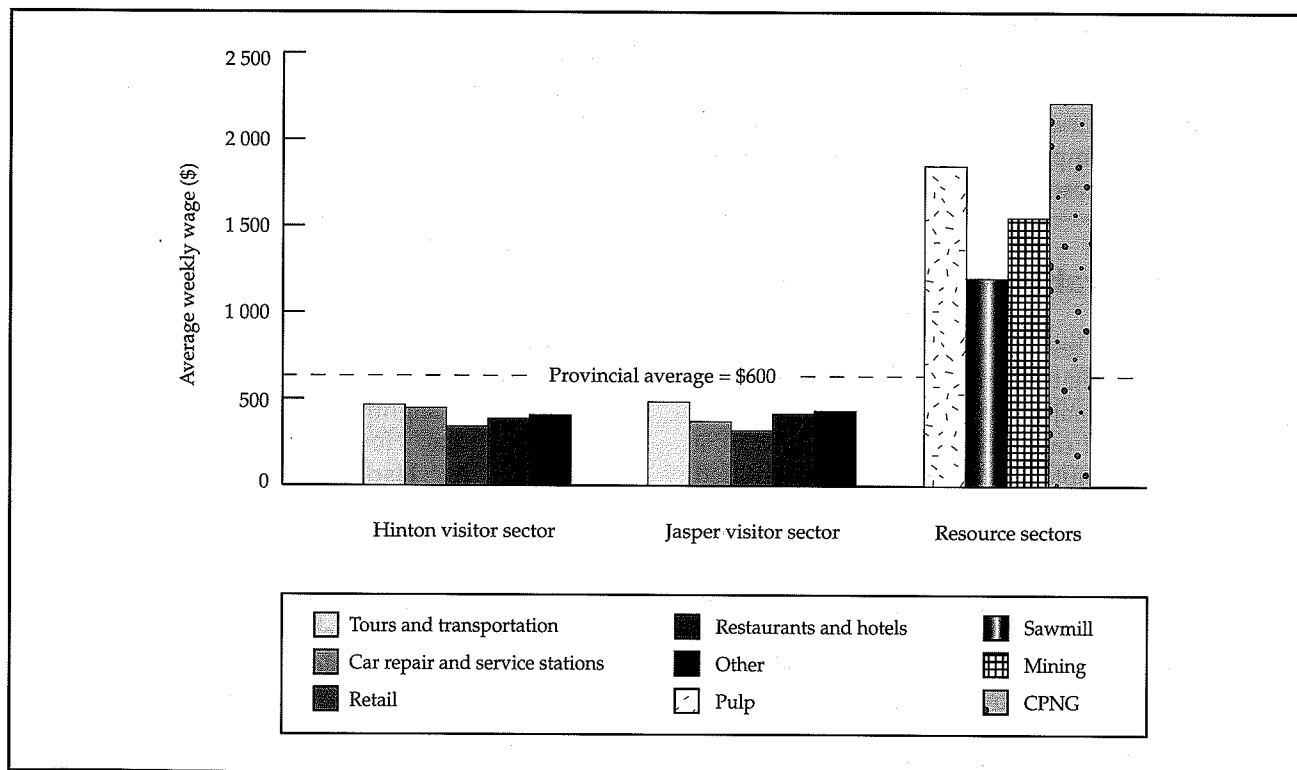 2 500
2 000
1 500
1 000
500
0
Average weekly wage ($)
Provincial average = $600
Hinton visitor sector
Jasper visitor sector
Resource sectors
Tours and transportation
Car repair and service stations
Retail
Restaurants and hotels
Other
Pulp
Sawmill
Mining
CPNG